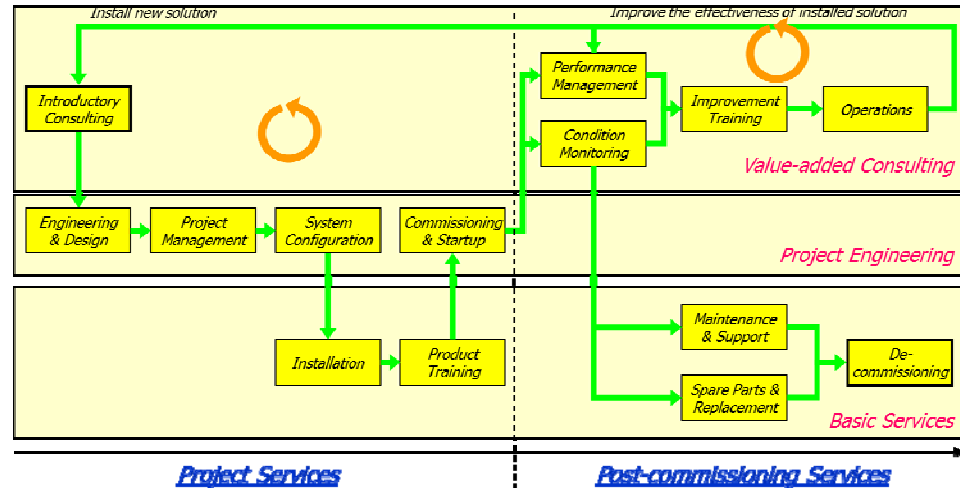 Install new solution
Improve the effectiveness of installed solution
Introductory
Consulting
Performance
Management
Condition
Monitoring
Improvement
Training
Operations
Value-added Consulting
Engineering
& Design
Project
Management
System
Configuration
Commissioning
& Startup
Project Engineering
Installation
Product
Training
Maintenance
& Support
Spare Parts &
Replacement
De-
commissioning
Basic Services
Project Services
Post-commissioning Services